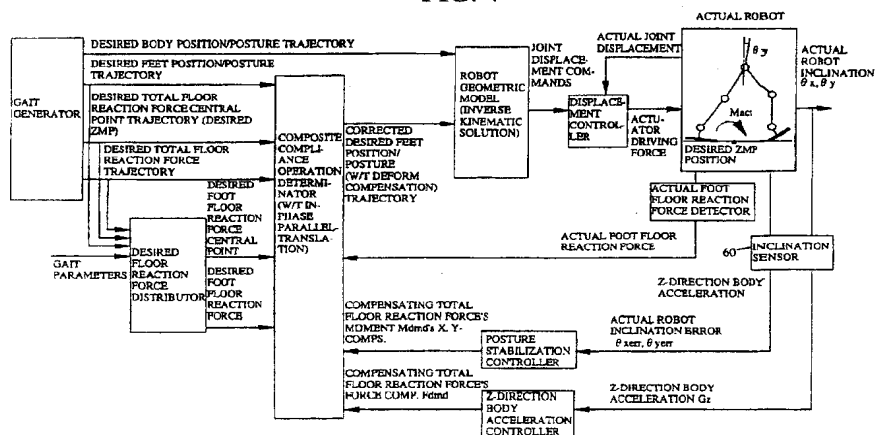 ACTUAL ROBOT
DESIRED BODY POSITION/POSTURE TRAJECTORY
DESIRED FEET POSITION/POSTURE
TRAJECTORY
GAIT
GENERATOR
DESIRED TOTAL FLOOR
REACTION FORCE CENTRAL
POINT TRAJECTORY (DESIRED
ZMP)
DESIRED TOTAL FLOOR
REACTION FORCE
TRAJECTORY
DESIRED
FOOT
FLOOR
REACTION
FORCE
CENTRAL
POINT
GAIT
PARAMETERS
DESIRED
FLOOR
REACTION
FORCE
DISTRIBUTOR
DESIRED
FOOT
FLOOR
REACTION
FORCE
COMPOSITE
COMPLI-
ANCE
OPERATION
DETERMI-
NATOR
(W/T IN-
PHASE
PARALLEL-
TRANSLA-
TION)
CORRECTED
DESIRED FEET
POSITION/
POSTURE
(W/T DEFORM
COMPENSATION)
TRAJECTORY
ROBOT
GEOMETRIC
MODEL
(INVERSE
KINEMATIC
SOLUTION)
JOINT
DISPLACE-
MENT COM-
MANDS
ACTUAL JOINT
DISPLACEMENT
DISPLACE-
MENT
CONTROL-
LER
ACTU-
ATOR
DRIVING
FORCE
θ y
Mact
DESIRED ZMP
POSITION
ACTUAL
ROBOT
INCLINATION
θ x, θ y
ACTUAL FOOT
FLOOR REACTION
FORCE DETECTOR
ACTUAL FOOT FLOOR
REACTION FORCE
60
INCLINATION
SENSOR
Z-DIRECTION BODY
ACCELERATION
COMPENSATING TOTAL
FLOOR REACTION FORCE'S
MOMENT Mdmd's X, Y-
COMPS.
POSTURE
STABILIZATION
CONTROLLER
ACTUAL ROBOT
INCLINATION ERROR
θ xerr, θ yerr
COMPENSATING TOTAL
FLOOR REACTION FORCE'S
FORCE COMP. Fdmd
Z-DIRECTION
BODY
ACCELERATION
CONTROLLER
Z-DIRECTION BODY
ACCELERATION Gz